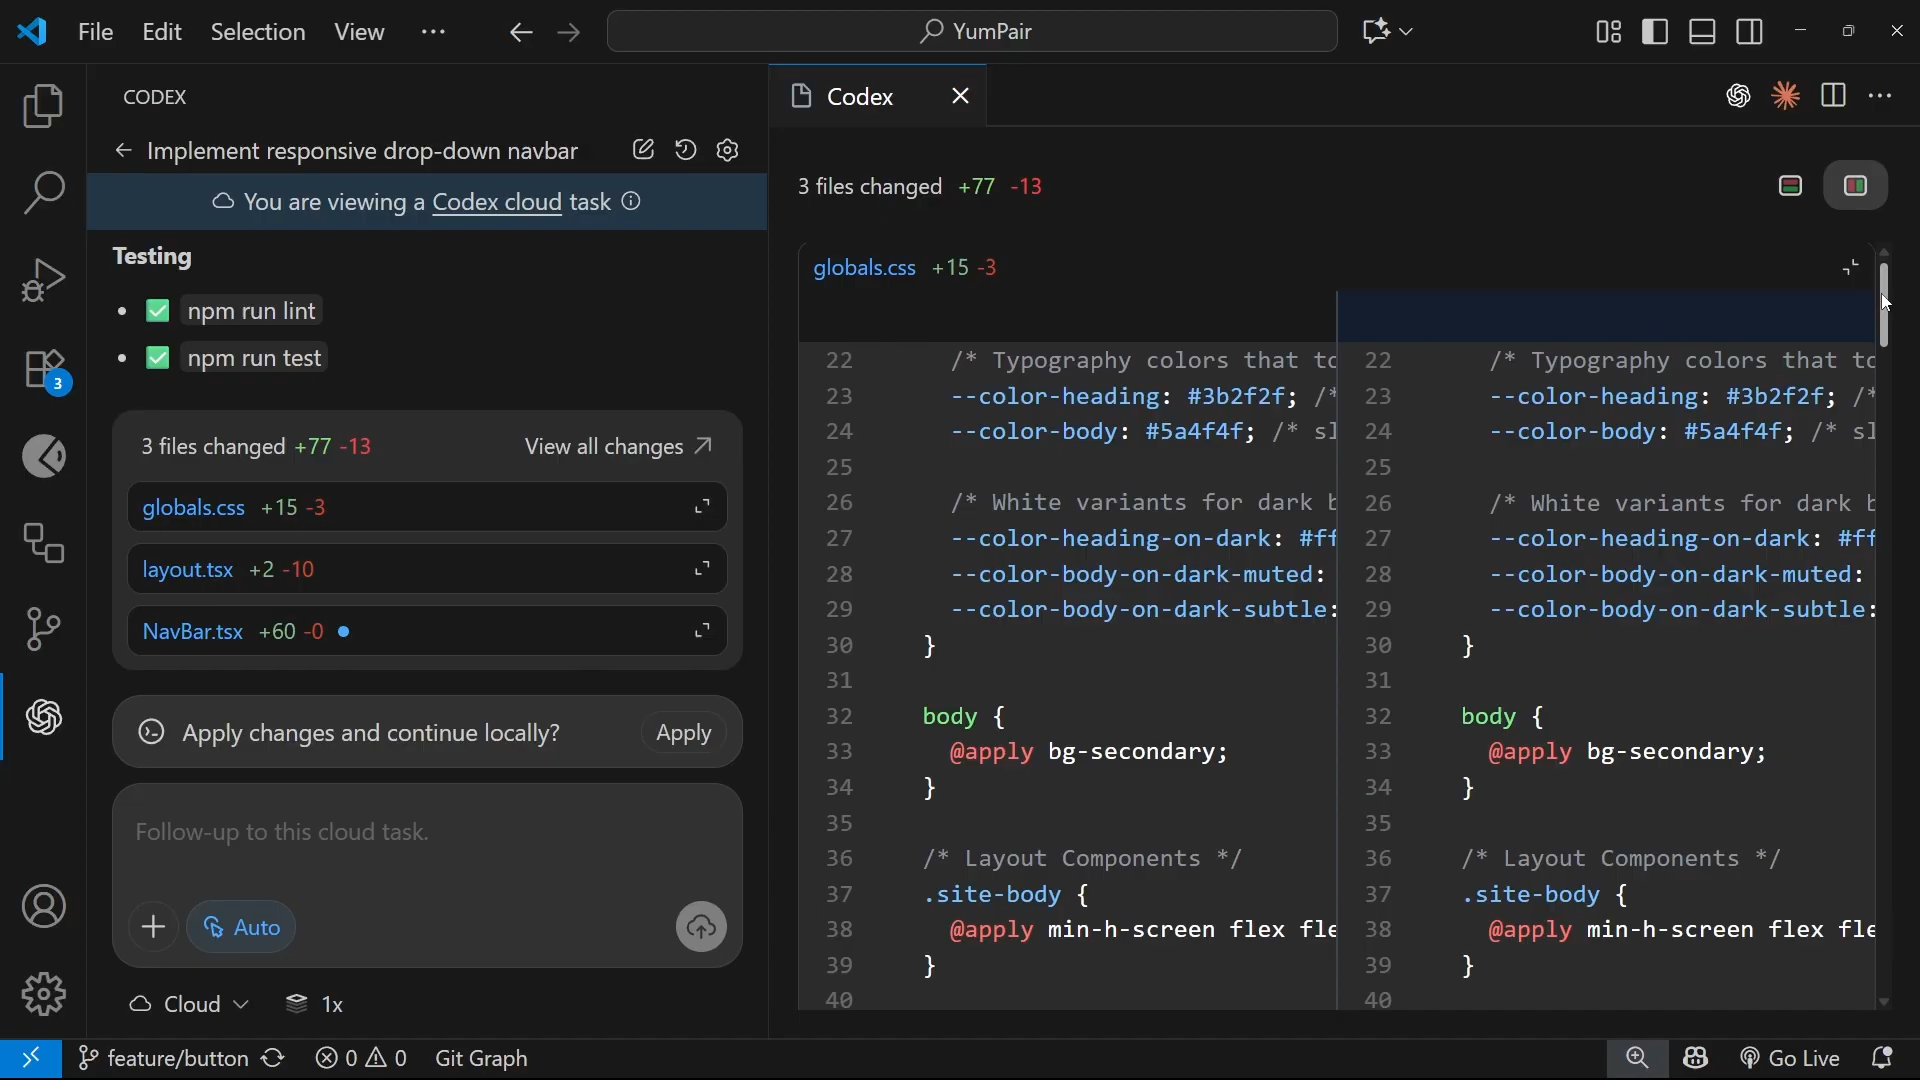 File Edit Selection View ··· YumPair
CODEX
Implement responsive drop-down navbar
You are viewing a Codex cloud task
Testing
npm run lint
npm run test
3 files changed +77 -13 View all changes
globals.css +15 -3
layout.tsx +2 -10
NavBar.tsx +60 -0
Apply changes and continue locally? Apply
Follow-up to this cloud task.
Auto
Cloud 1x
3
Codex
3 files changed +77 -13
globals.css +15 -3
22 /* Typography colors that to
23 --color-heading: #3b2f2f; /*
24 --color-body: #5a4f4f; /* sl
25
26 /* White variants for dark b
27 --color-heading-on-dark: #ff
28 --color-body-on-dark-muted:
29 --color-body-on-dark-subtle:
30 }
31
32 body {
33 @apply bg-secondary;
34 }
35
36 /* Layout Components */
37 .site-body {
38 @apply min-h-screen flex fle
39 }
40
22 /* Typography colors that to
23 --color-heading: #3b2f2f; /*
24 --color-body: #5a4f4f; /* sl
25
26 /* White variants for dark b
27 --color-heading-on-dark: #ff
28 --color-body-on-dark-muted:
29 --color-body-on-dark-subtle:
30 }
31
32 body {
33 @apply bg-secondary;
34 }
35
36 /* Layout Components */
37 .site-body {
38 @apply min-h-screen flex fle
39 }
40
feature/button 0 0 Git Graph Go Live